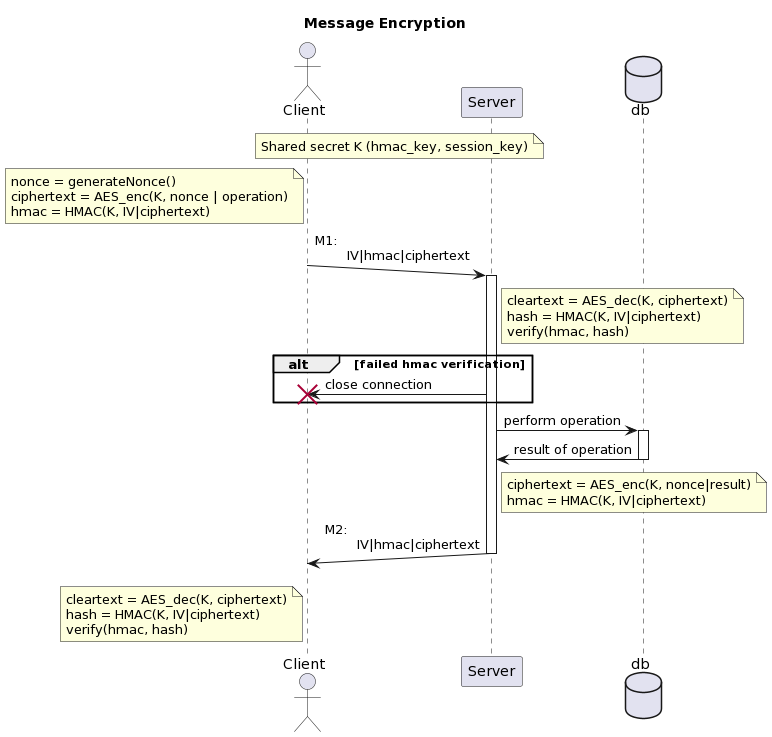 Message Encryption
Client
Server
db
Shared secret K (hmac_key, session_key)
nonce = generateNonce()
ciphertext = AES_enc(K, nonce | operation)
hmac = HMAC(K, IV|ciphertext)
M1:
IV|hmac|ciphertext
cleartext = AES_dec(K, ciphertext)
hash = HMAC(K, IV|ciphertext)
verify(hmac, hash)
alt
[failed hmac verification]
close connection
perform operation
result of operation
ciphertext = AES_enc(K, nonce|result)
hmac = HMAC(K, IV|ciphertext)
M2:
IV|hmac|ciphertext
cleartext = AES_dec(K, ciphertext)
hash = HMAC(K, IV|ciphertext)
verify(hmac, hash)
Client
Server
db